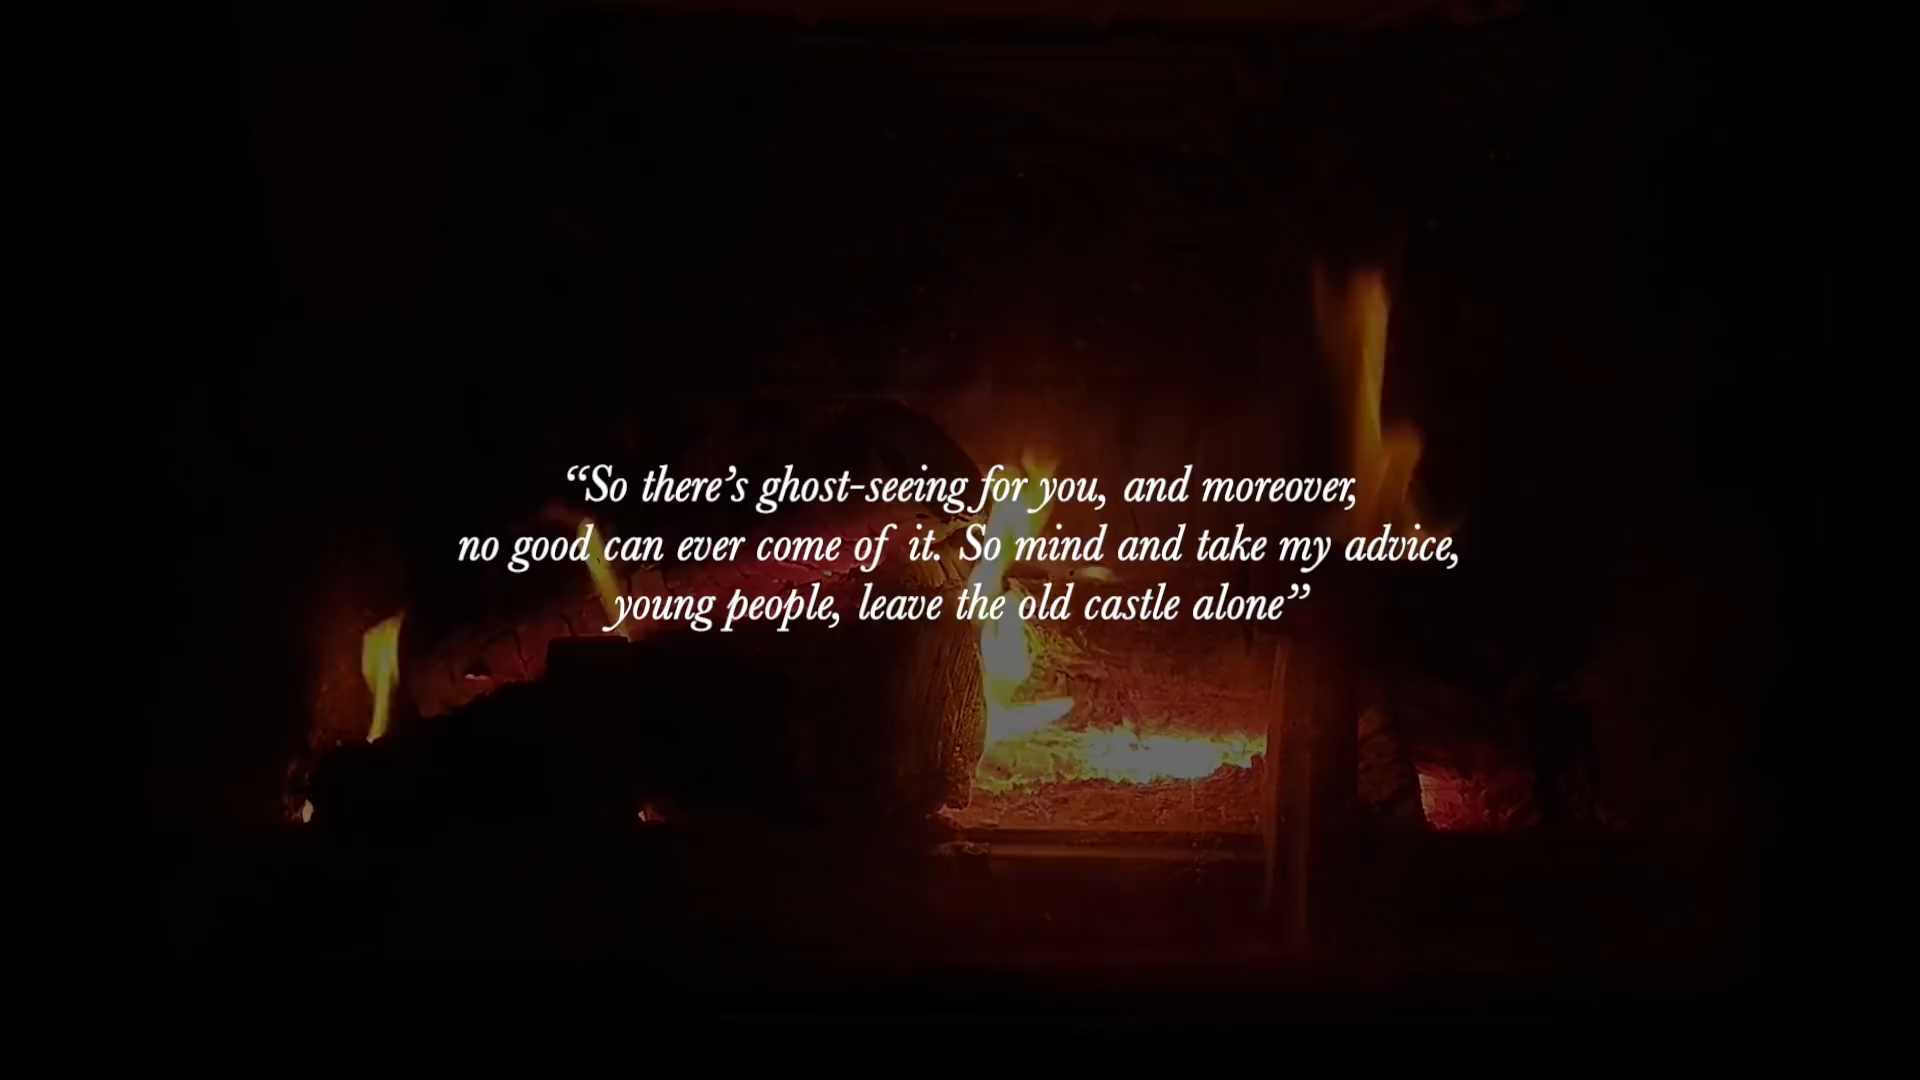 “So there’s ghost-seeing for you, and moreover,
no good can ever come of it. So mind and take my advice,
young people, leave the old castle alone”